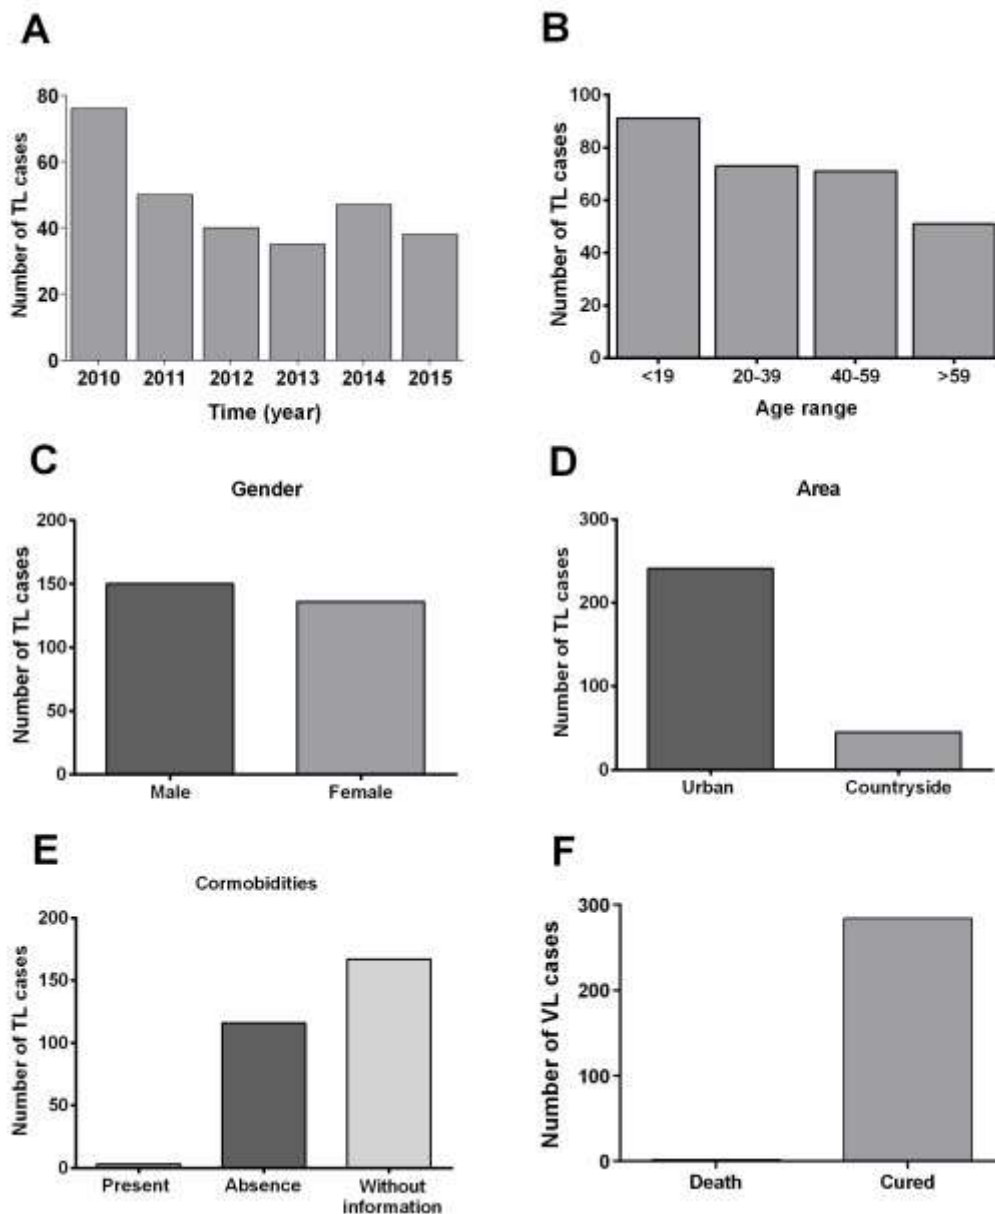 A
Number of TL cases
80
60
40
20
0
2010 2011 2012 2013 2014 2015
Time (year)
B
Number of TL cases
100
80
60
40
20
0
<19 20-39 40-59 >59
Age range
C
Gender
Number of TL cases
200
150
100
50
0
Male Female
D
Area
Number of TL cases
300
200
100
0
Urban Countryside
E
Cormobidities
Number of TL cases
200
150
100
50
0
Present Absence Without
information
F
Number of VL cases
300
200
100
0
Death Cured